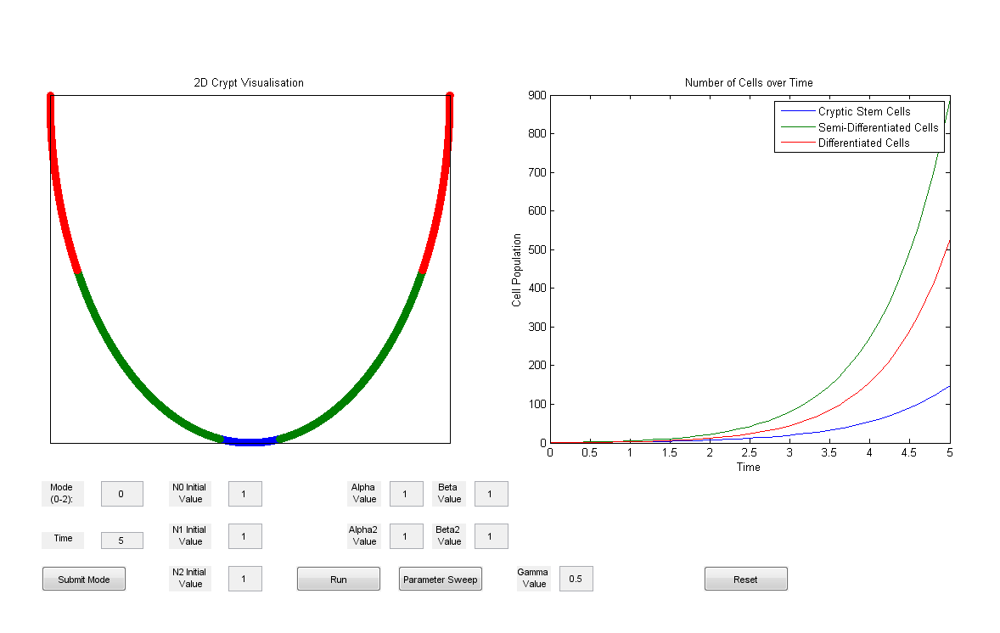 2D Crypt Visualisation
Number of Cells over Time
Cryptic Stem Cells
Semi-Differentiated Cells
Differentiated Cells
900
800
700
600
500
400
300
200
100
0
Cell Population
0 0.5 1 1.5 2 2.5 3 3.5 4 4.5 5
Time
Mode
(0-2):
0
N0 Initial
Value
1
Alpha
Value
1
Beta
Value
1
Time
5
N1 Initial
Value
1
Alpha2
Value
1
Beta2
Value
1
Submit Mode
N2 Initial
Value
1
Run
Parameter Sweep
Gamma
Value
0.5
Reset